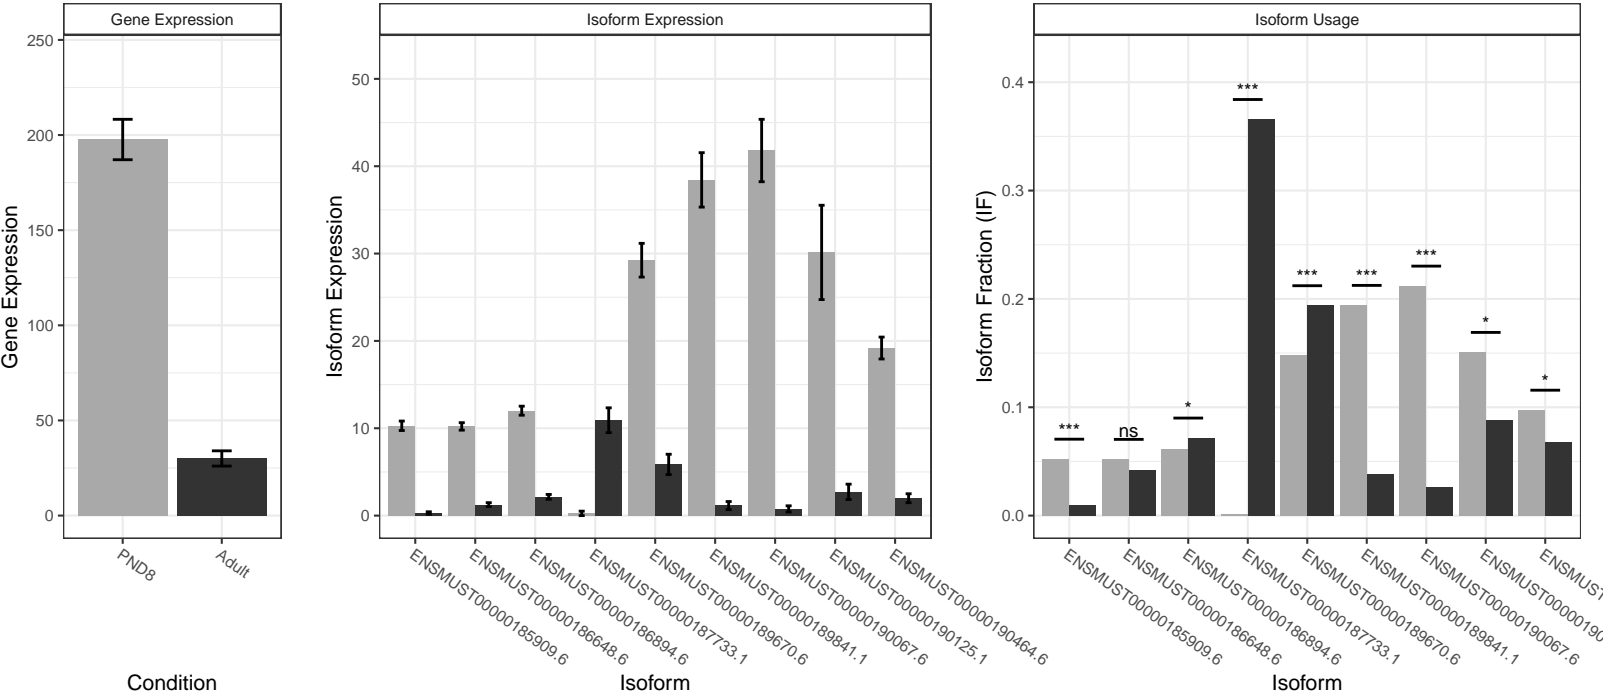 Gene Expression
Isoform Expression
Isoform Usage
Gene Expression
250
200
150
100
50
0
PND8
Adult
Condition
Isoform Expression
50
40
30
20
10
0
ENSMUST00000185909.6
ENSMUST00000186648.6
ENSMUST00000186894.6
ENSMUST00000187733.1
ENSMUST00000189670.6
ENSMUST00000189841.1
ENSMUST00000190067.6
ENSMUST00000190125.1
ENSMUST00000190464.6
Isoform
Isoform Fraction (IF)
0.4
0.3
0.2
0.1
0.0
***
ns
*
***
***
***
***
*
*
ENSMUST00000185909.6
ENSMUST00000186648.6
ENSMUST00000186894.6
ENSMUST00000187733.1
ENSMUST00000189670.6
ENSMUST00000189841.1
ENSMUST00000190067.6
ENSMUST0000019
ENSMUST
Isoform